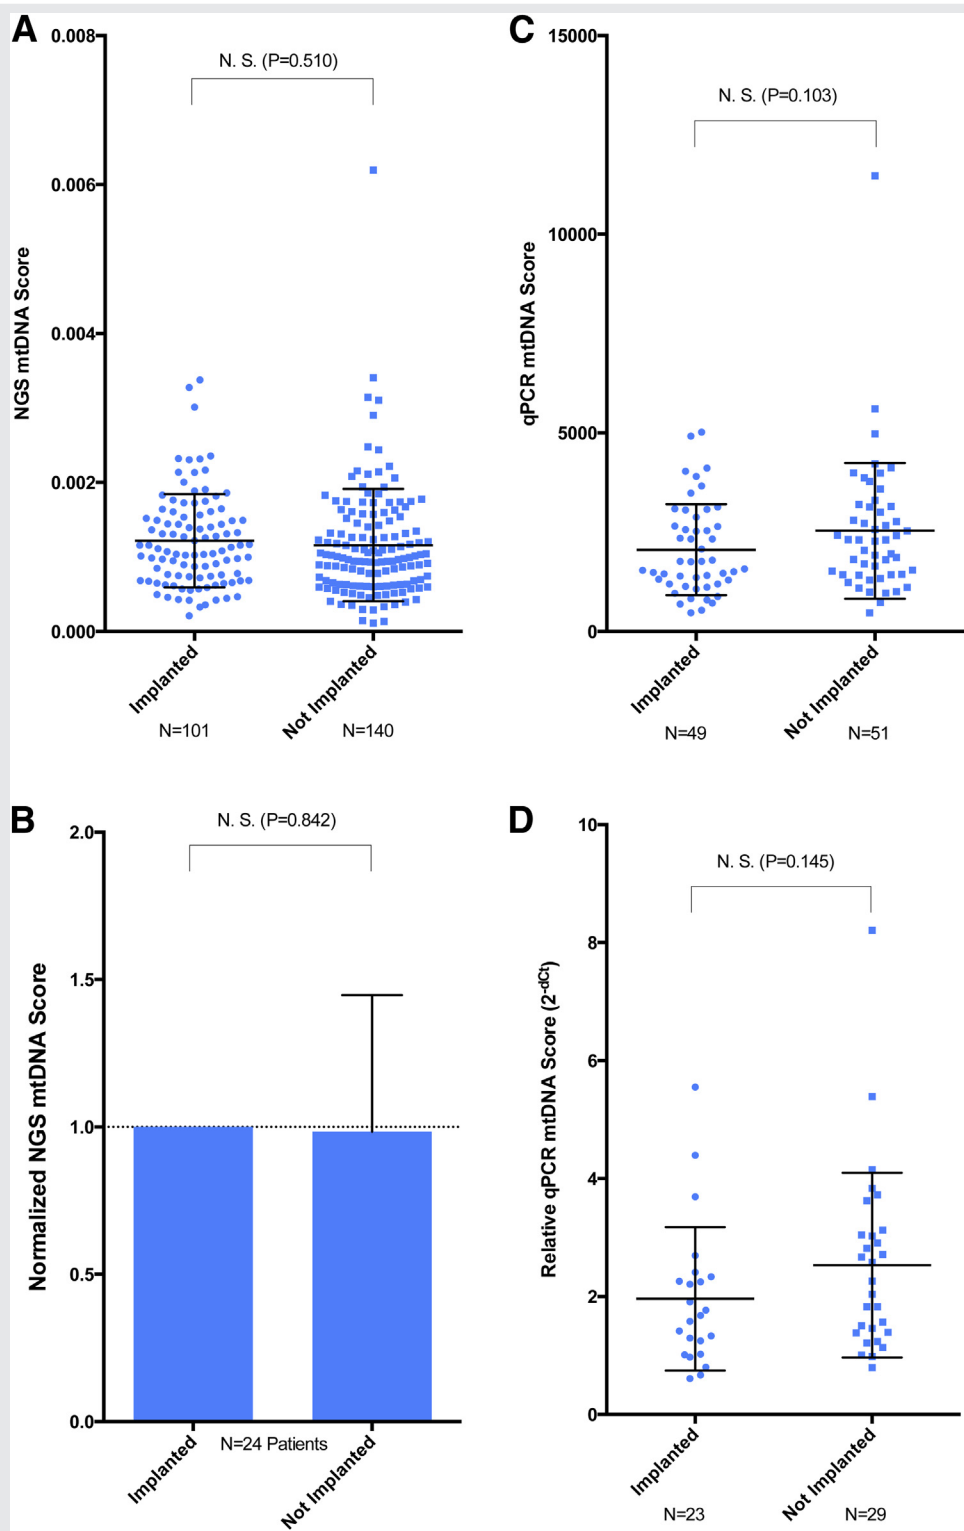 A
NGS mtDNA Score
0.008
0.006
0.004
0.002
0.000
N. S. (P=0.510)
Implanted
Not Implanted
N=101
N=140
C
qPCR mtDNA Score
15000
10000
5000
0
N. S. (P=0.103)
Implanted
Not Implanted
N=49
N=51
B
Normalized NGS mtDNA Score
2.0
1.5
1.0
0.5
0.0
N. S. (P=0.842)
Implanted
N=24 Patients
Not Implanted
D
Relative qPCR mtDNA Score (2^-dCt)
10
8
6
4
2
0
N. S. (P=0.145)
Implanted
Not Implanted
N=23
N=29